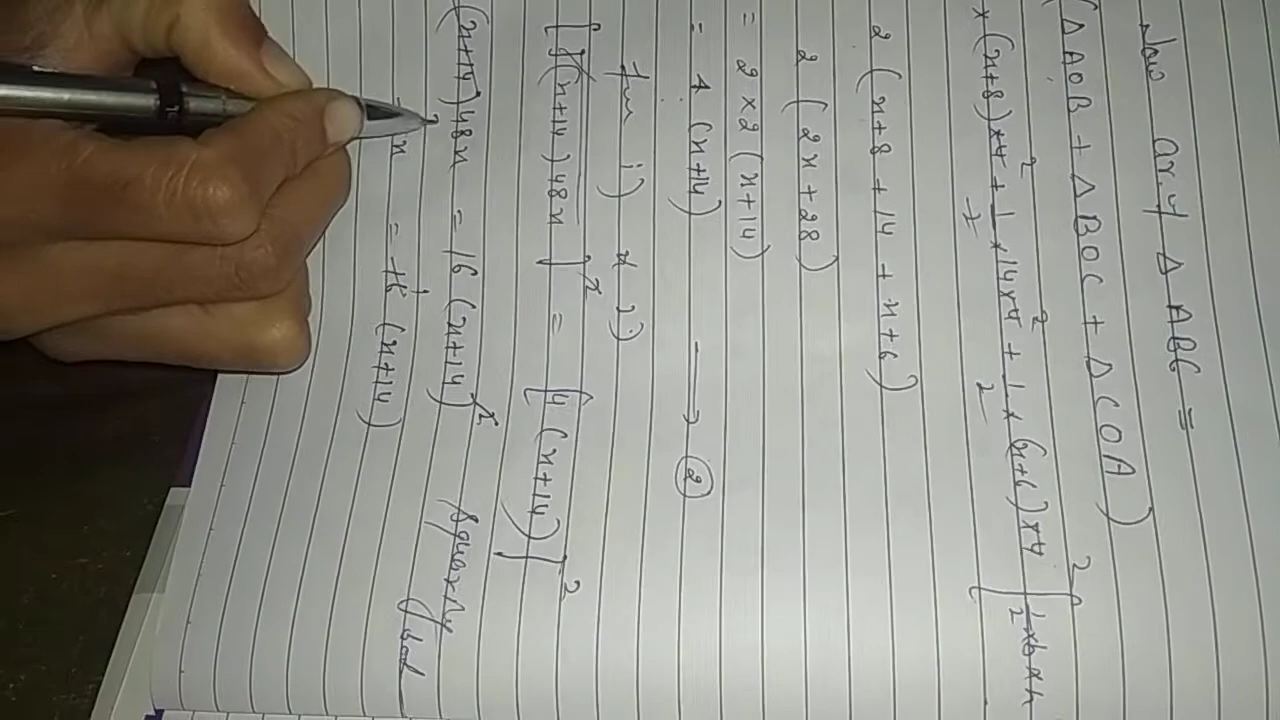 Now ar. of Δ ABC =
(Δ AOB + Δ BOC + Δ COA)
× (x+8) × 4 + 1/2 × 14 × 4 + 1/2 × (x+6) × 4 | 1/2 × b × h
2 (x+8 + 14 + x+6)
2 (2x + 28)
= 2 × 2 (x+14)
= 4 (x+14) → (2)
i) x 2)
[√(x+14) 48x]² = [4 (x+14)]²
(x+14) 48x = 16 (x+14)²
x = 16 (x+14)